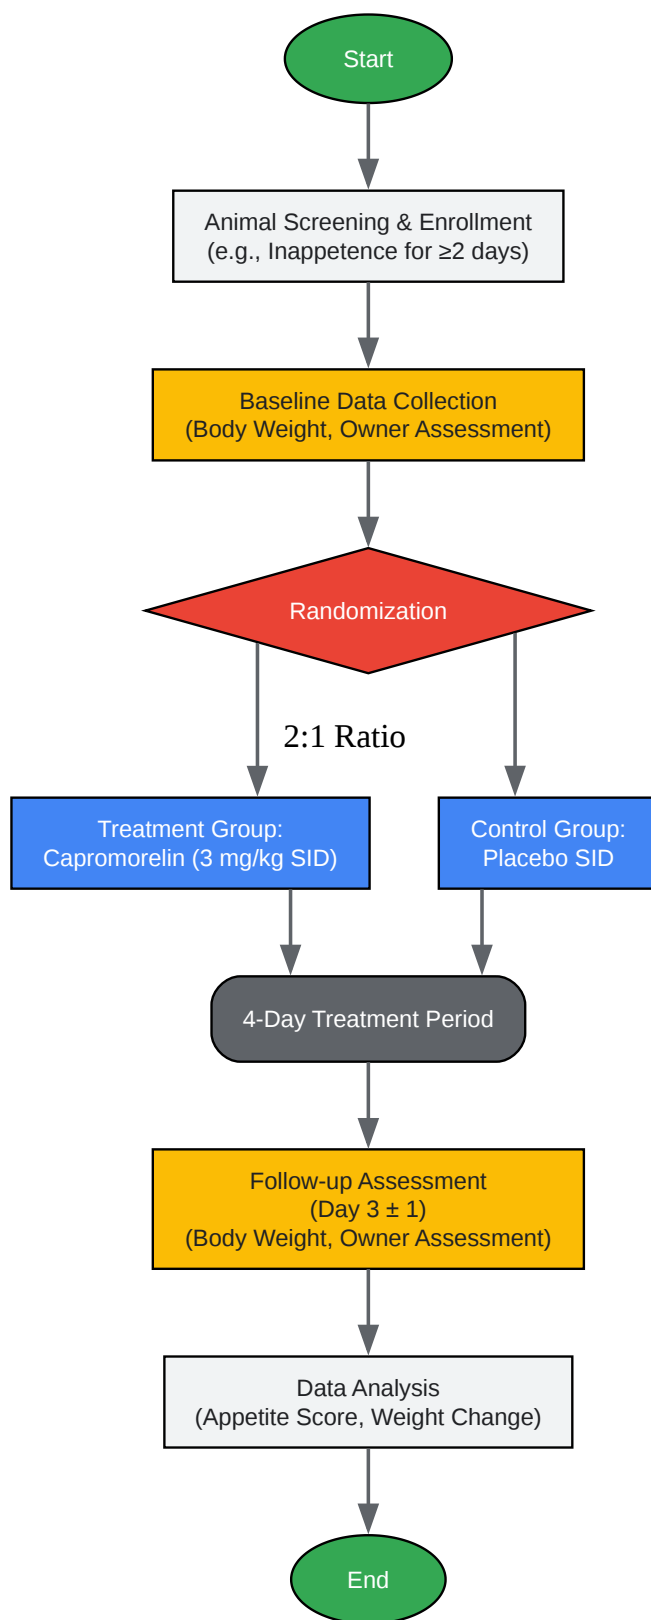 Start
Animal Screening & Enrollment
(e.g., Inappetence for ≥2 days)
Baseline Data Collection
(Body Weight, Owner Assessment)
Randomization
2:1 Ratio
Treatment Group:
Capromorelin (3 mg/kg SID)
Control Group:
Placebo SID
4-Day Treatment Period
Follow-up Assessment
(Day 3 ± 1)
(Body Weight, Owner Assessment)
Data Analysis
(Appetite Score, Weight Change)
End